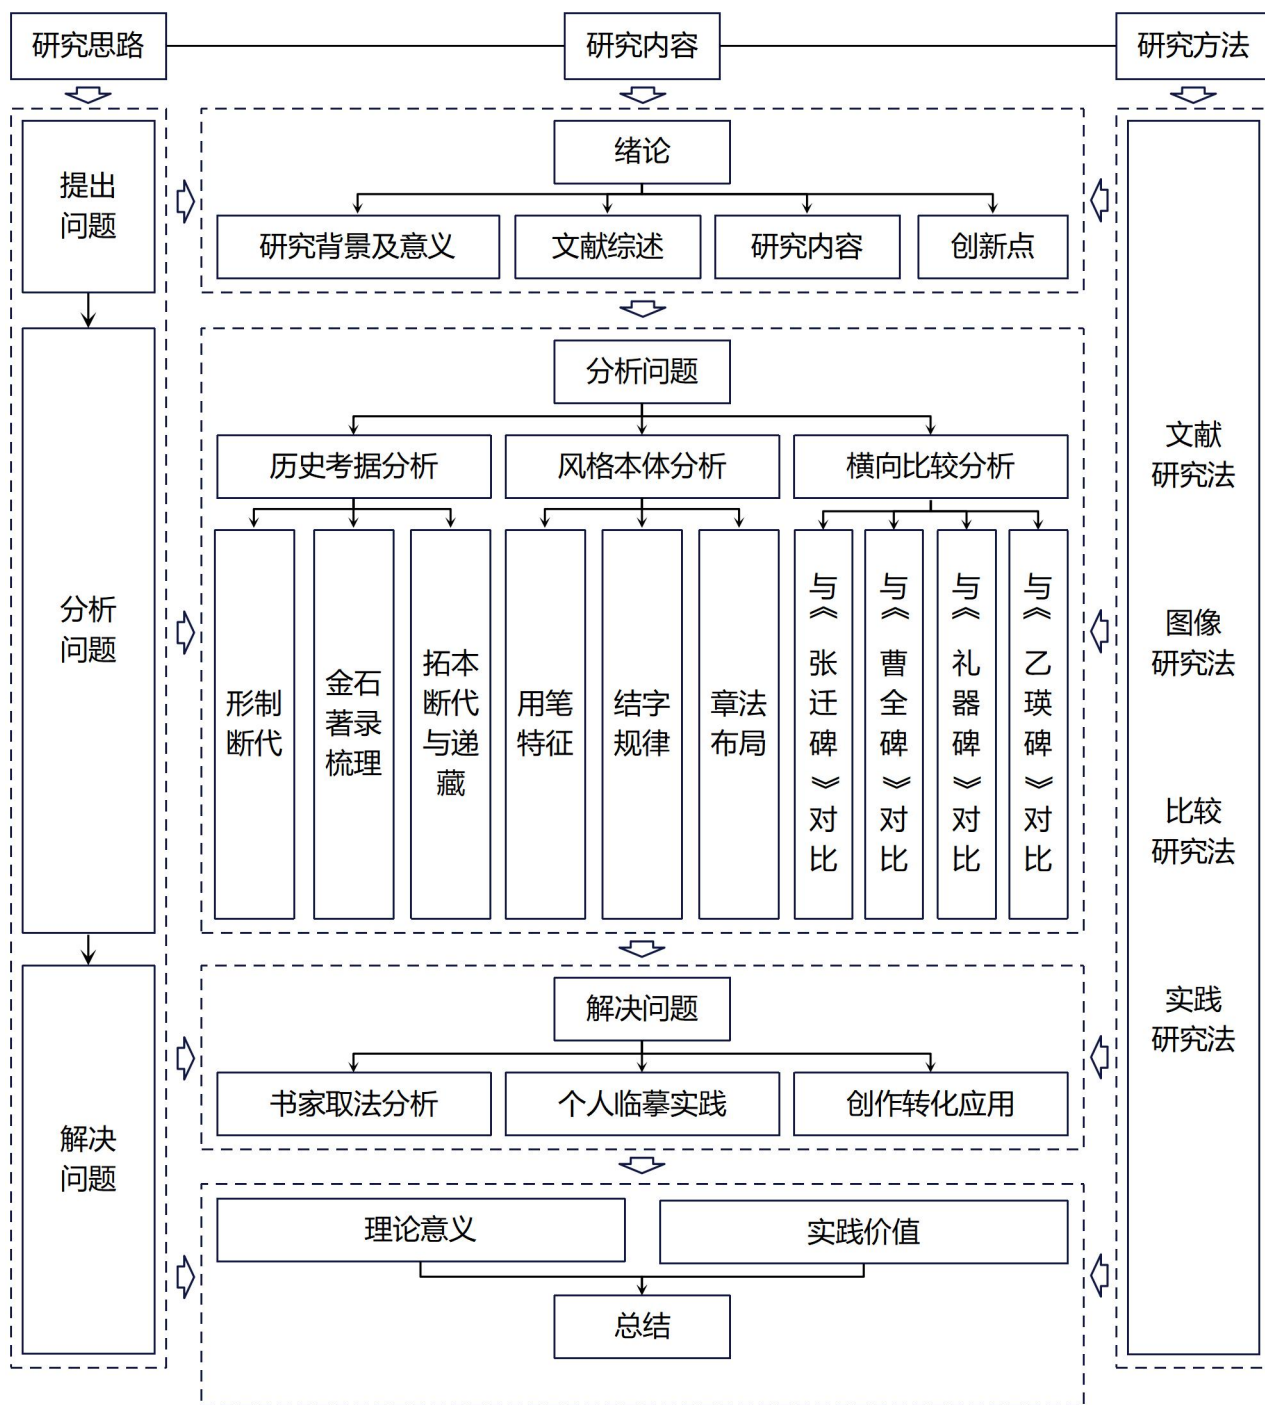 研究思路
研究内容
研究方法
提出
问题
绪论
研究背景及意义
文献综述
研究内容
创新点
分析
问题
分析问题
历史考据分析
风格本体分析
横向比较分析
形制
断代
金石
著录
梳理
拓本
断代
与递
藏
用笔
特征
结字
规律
章法
布局
与《张迁碑》对比
与《曹全碑》对比
与《礼器碑》对比
与《乙瑛碑》对比
解决
问题
解决问题
书家取法分析
个人临摹实践
创作转化应用
理论意义
实践价值
总结
文献
研究法
图像
研究法
比较
研究法
实践
研究法